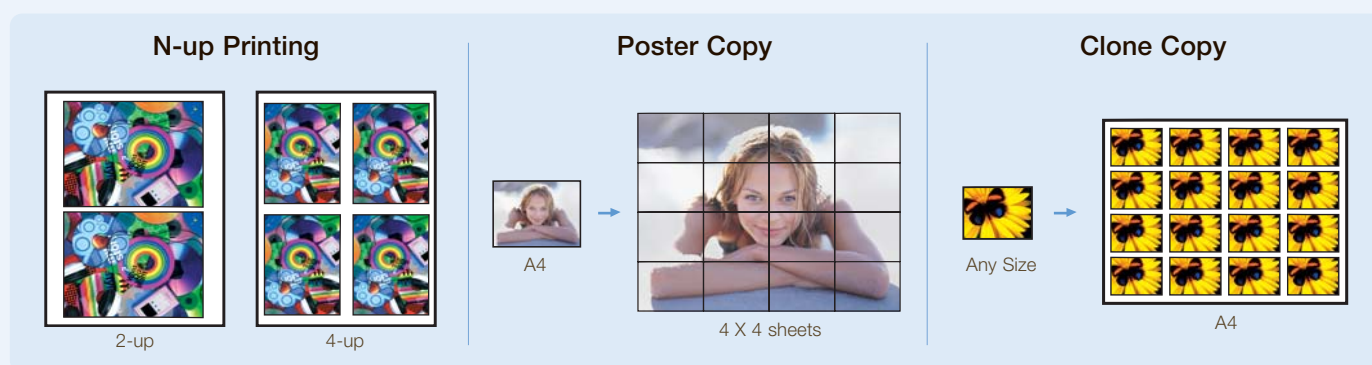 N-up Printing
2-up
4-up
Poster Copy
A4
4 X 4 sheets
Clone Copy
Any Size
A4